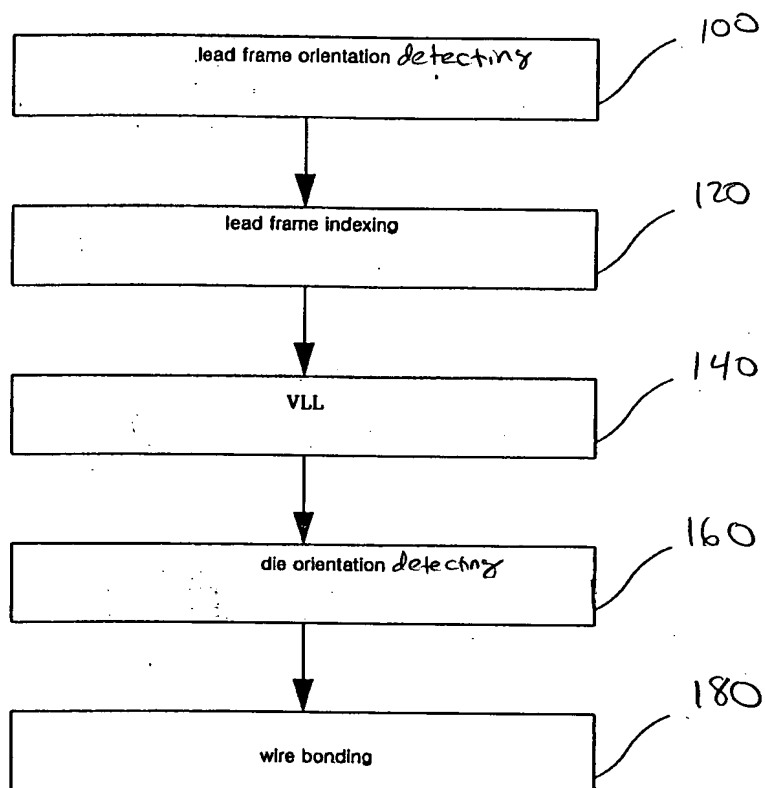 100
lead frame orientation detecting
120
lead frame indexing
140
VLL
160
die orientation detecting
180
wire bonding